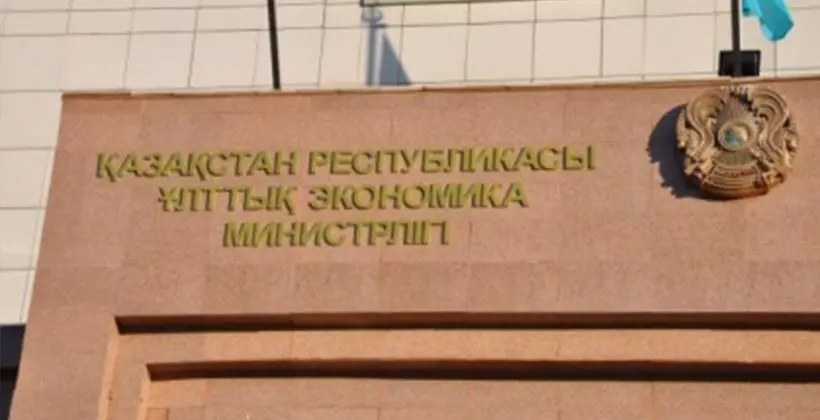 ҚАЗАҚСТАН РЕСПУБЛИКАСЫ
ҰЛТТЫҚ ЭКОНОМИКА
МИНИСТРЛІГІ